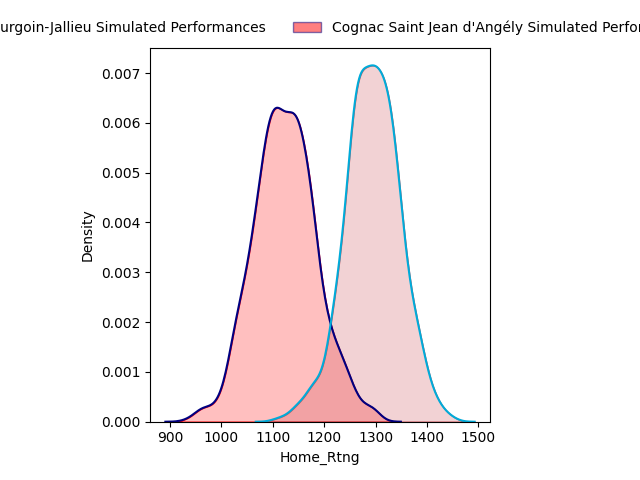 urgoin-Jallieu Simulated Performances
Cognac Saint Jean d'Angély Simulated Perfor
0.007
0.006
0.005
0.004
0.003
0.002
0.001
0.000
Density
900 1000 1100 1200 1300 1400 1500
Home_Rtng